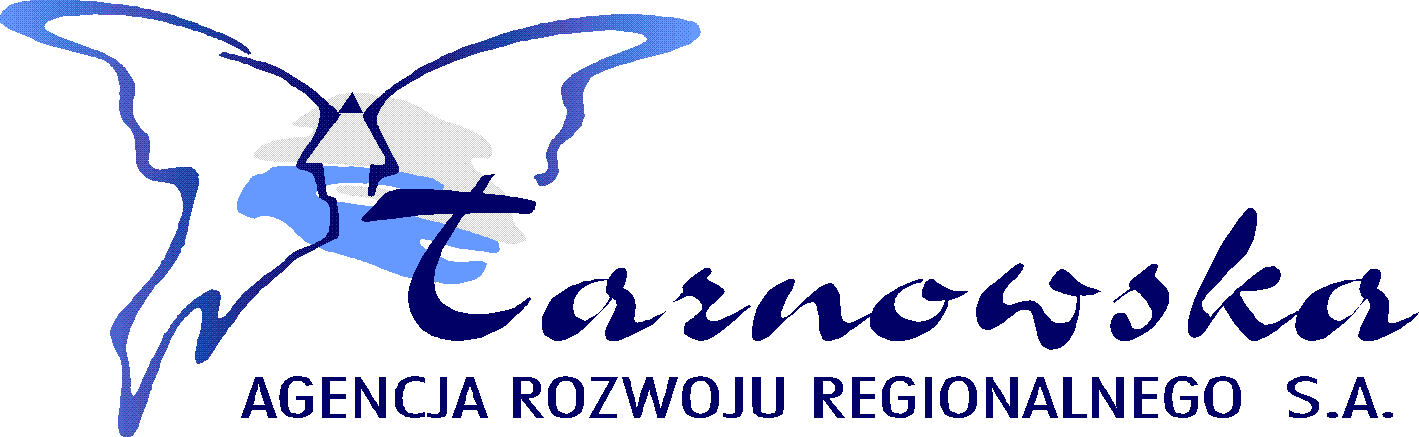 Tarnowska
AGENCJA ROZWOJU REGIONALNEGO S.A.